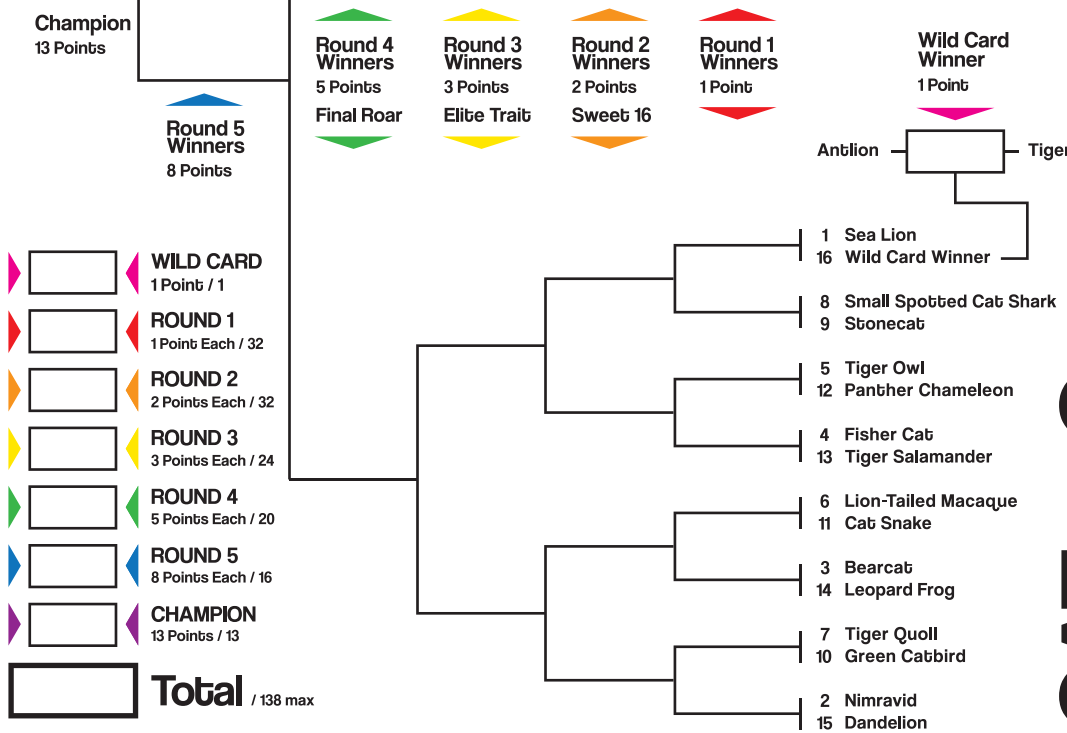 Champion
13 Points
Round 5
Winners
8 Points
Round 4
Winners
5 Points
Final Roar
Round 3
Winners
3 Points
Elite Trait
Round 2
Winners
2 Points
Sweet 16
Round 1
Winners
1 Point
Wild Card
Winner
1 Point
Antlion
Tiger
1 Sea Lion
16 Wild Card Winner
8 Small Spotted Cat Shark
9 Stonecat
5 Tiger Owl
12 Panther Chameleon
4 Fisher Cat
13 Tiger Salamander
6 Lion-Tailed Macaque
11 Cat Snake
3 Bearcat
14 Leopard Frog
7 Tiger Quoll
10 Green Catbird
2 Nimravid
15 Dandelion
WILD CARD
1 Point / 1
ROUND 1
1 Point Each / 32
ROUND 2
2 Points Each / 32
ROUND 3
3 Points Each / 24
ROUND 4
5 Points Each / 20
ROUND 5
8 Points Each / 16
CHAMPION
13 Points / 13
Total / 138 max